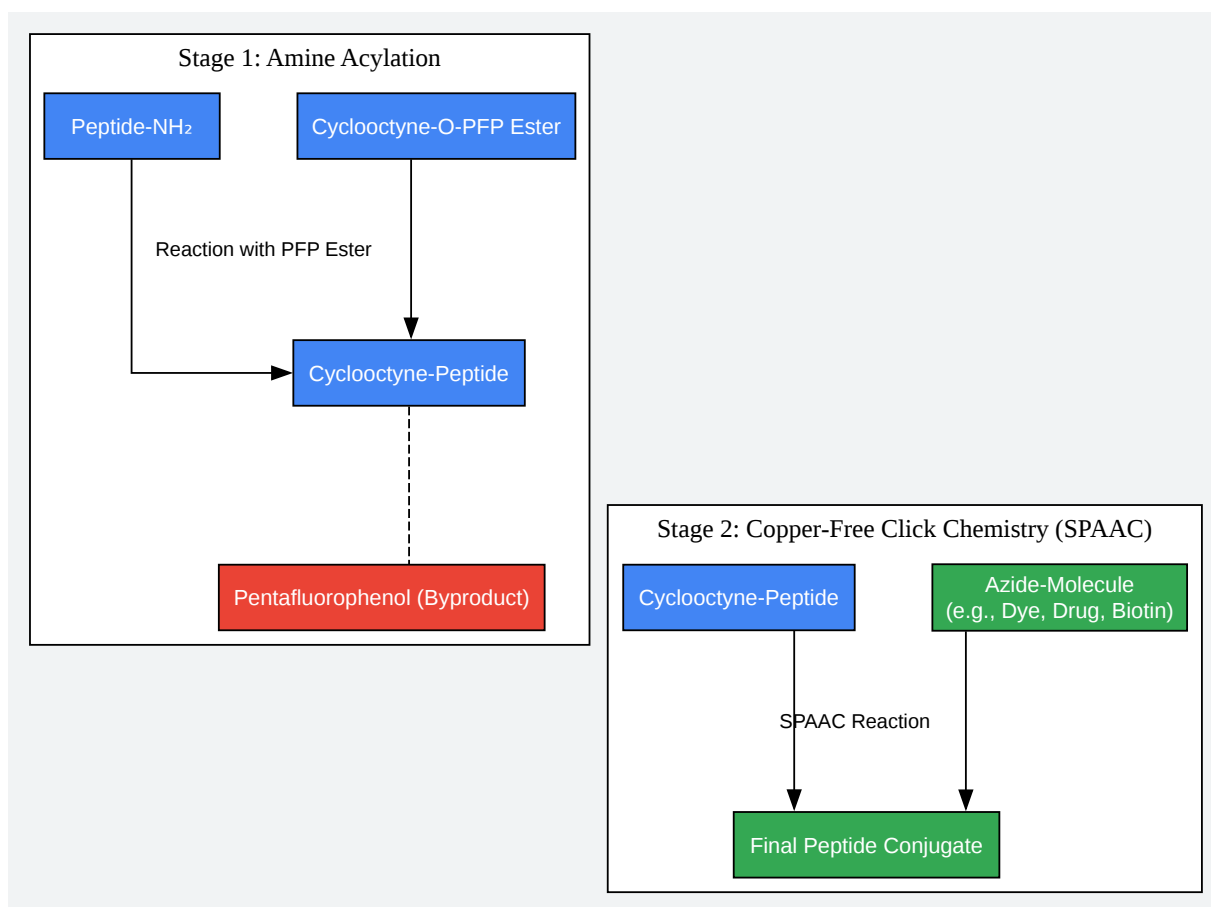 Stage 1: Amine Acylation
Peptide-NH₂
Cyclooctyne-O-PFP Ester
Reaction with PFP Ester
Cyclooctyne-Peptide
Pentafluorophenol (Byproduct)
Stage 2: Copper-Free Click Chemistry (SPAAC)
Cyclooctyne-Peptide
Azide-Molecule
(e.g., Dye, Drug, Biotin)
SPAAC Reaction
Final Peptide Conjugate